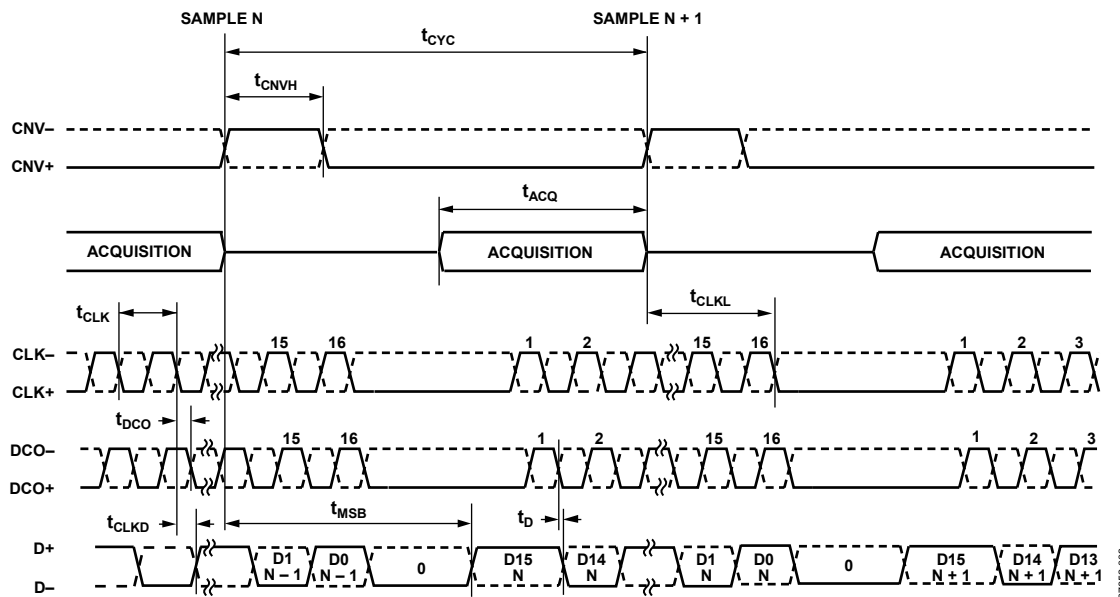 SAMPLE N SAMPLE N + 1
tCYC
tCNVH
CNV–
CNV+
tACQ
ACQUISITION ACQUISITION ACQUISITION
tCLK tCLKL
15 16 1 2 15 16 1 2 3
CLK–
CLK+
tDCO
15 16 1 2 15 16 1 2 3
DCO–
DCO+
tCLKD tMSB tD
D+
D–
D1 N – 1
D0 N – 1
0
D15 N
D14 N
D1 N
D0 N
0
D15 N + 1
D14 N + 1
D13 N + 1